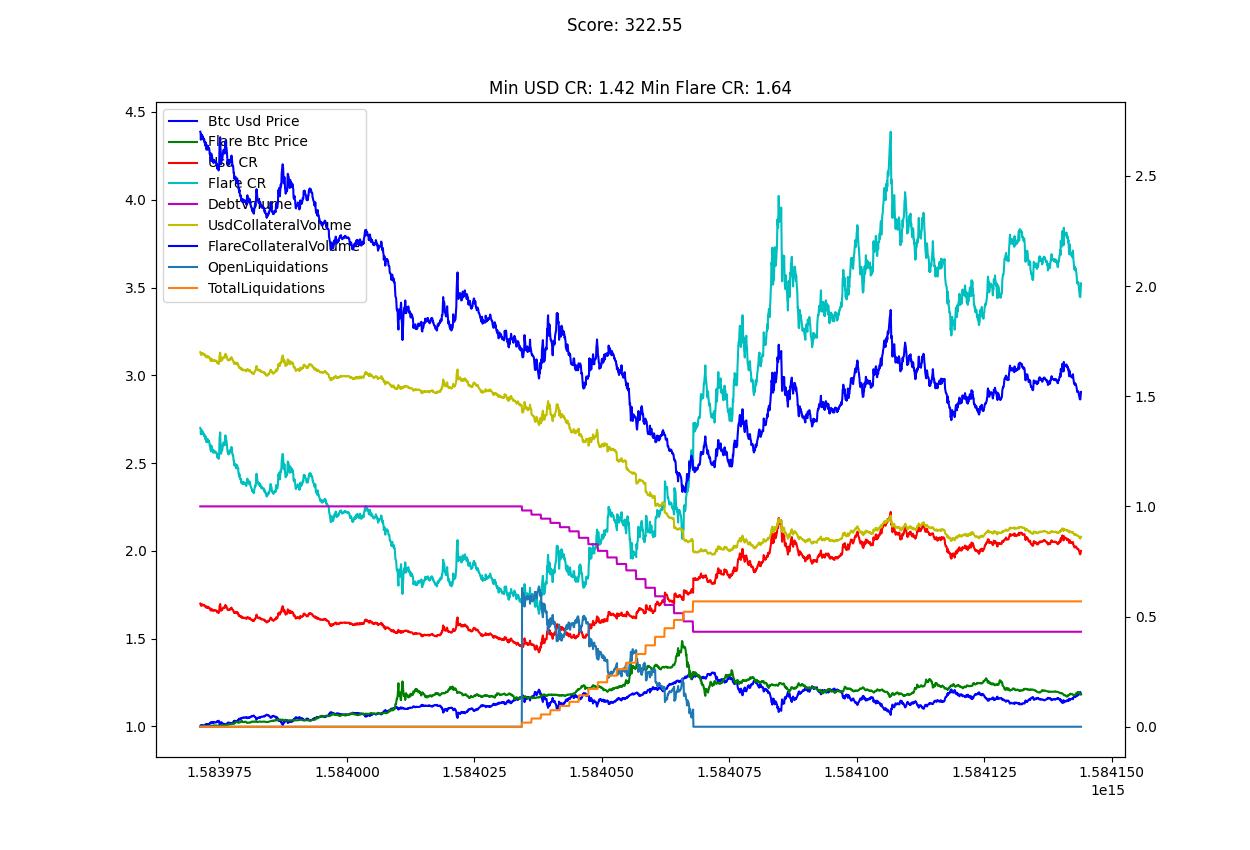 Score: 322.55
Min USD CR: 1.42 Min Flare CR: 1.64
Btc Usd Price
Flare Btc Price
Usd CR
Flare CR
DebtVolume
UsdCollateralVolume
FlareCollateralVolume
OpenLiquidations
TotalLiquidations
4.5
4.0
3.5
3.0
2.5
2.0
1.5
1.0
2.5
2.0
1.5
1.0
0.5
0.0
1.583975 1.584000 1.584025 1.584050 1.584075 1.584100 1.584125 1.584150
1e15